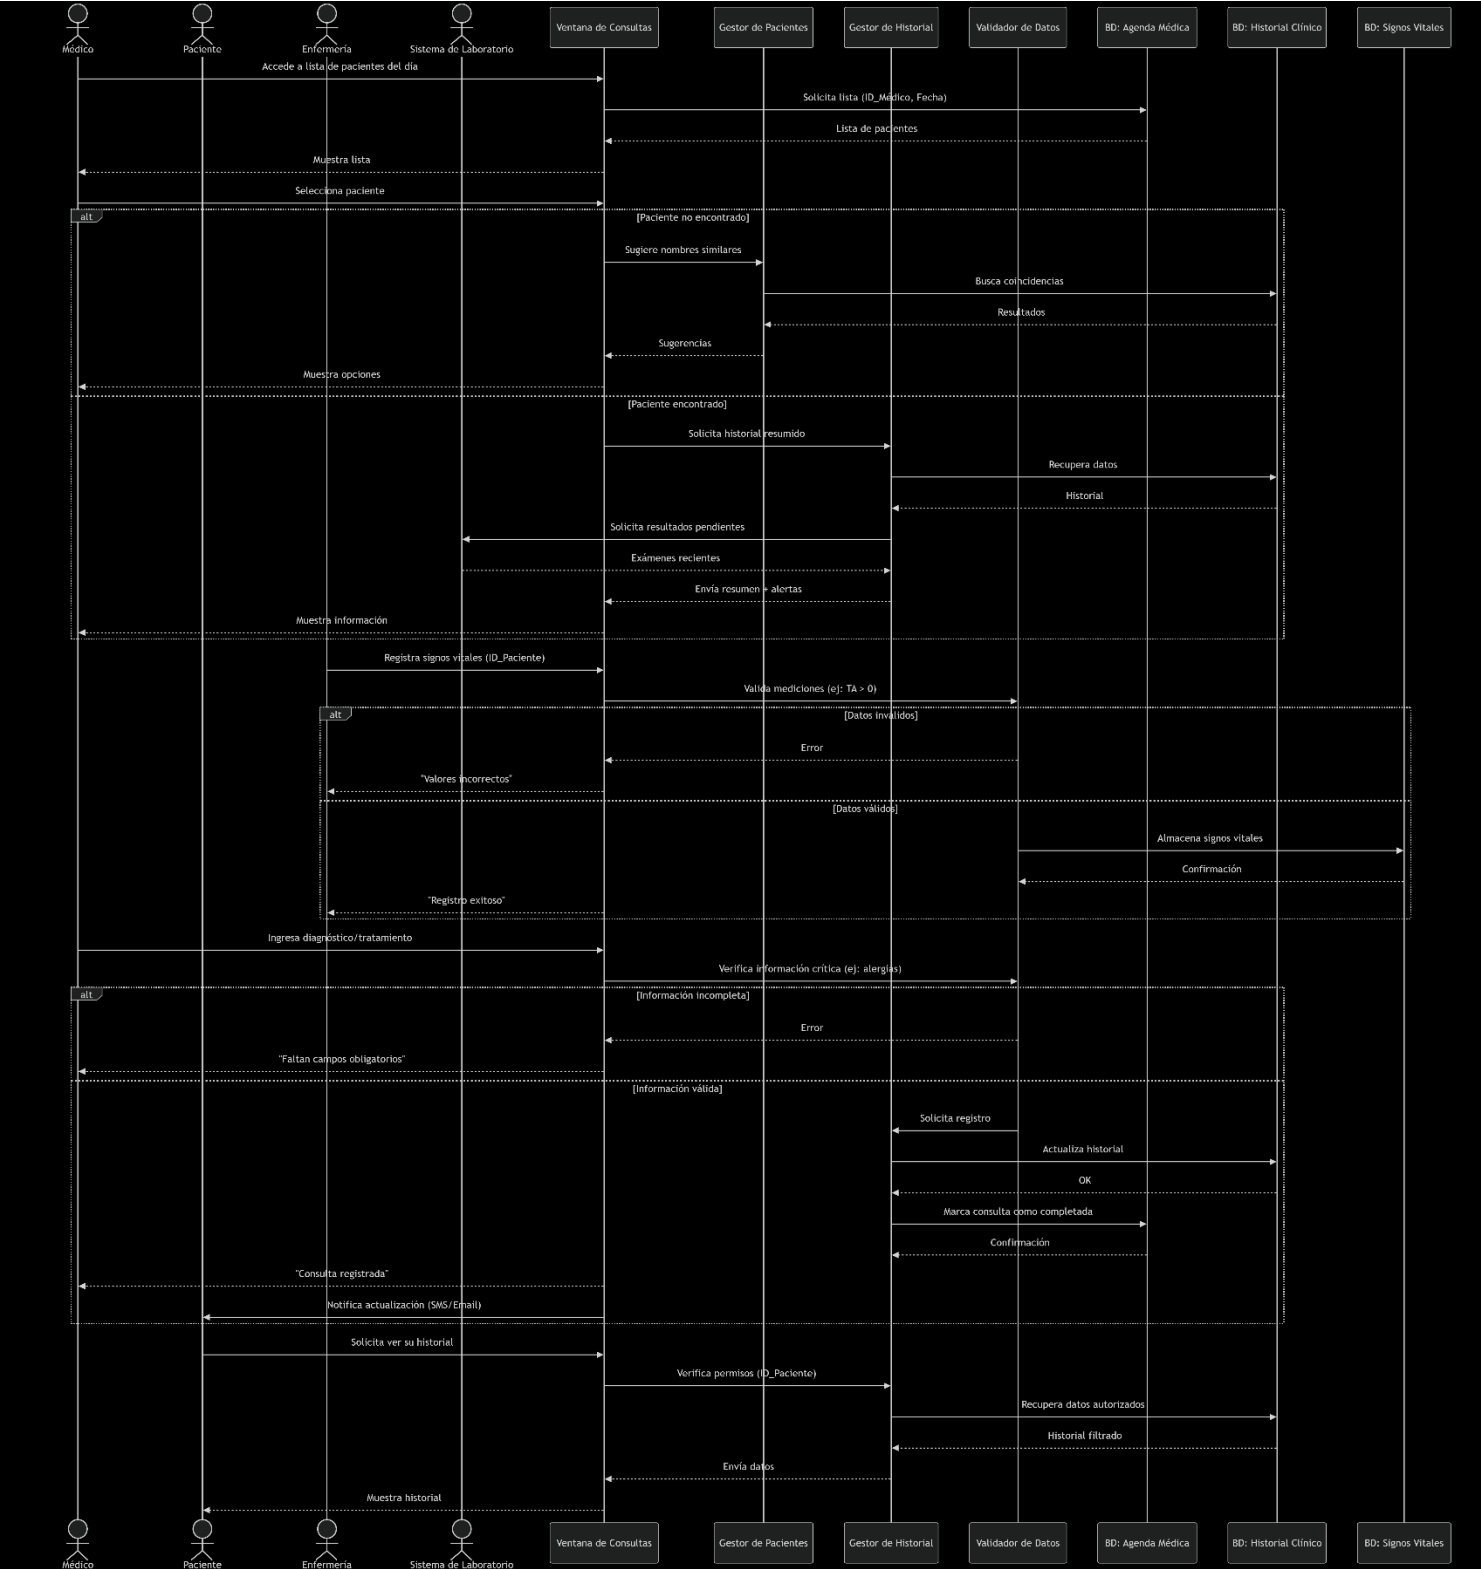 Médico
Paciente
Enfermería
Sistema de Laboratorio
Ventana de Consultas
Gestor de Pacientes
Gestor de Historial
Validador de Datos
BD: Agenda Médica
BD: Historial Clínico
BD: Signos Vitales
Accede a lista de pacientes del día
Solicita lista (ID_Médico, Fecha)
Lista de pacientes
Muestra lista
Selecciona paciente
alt
[Paciente no encontrado]
Sugiere nombres similares
Busca coincidencias
Resultados
Sugerencias
Muestra opciones
[Paciente encontrado]
Solicita historial resumido
Recupera datos
Historial
Solicita resultados pendientes
Exámenes recientes
Envía resumen + alertas
Muestra información
Registra signos vitales (ID_Paciente)
Valida mediciones (ej: TA > 0)
alt
[Datos inválidos]
Error
"Valores incorrectos"
[Datos válidos]
Almacena signos vitales
Confirmación
"Registro exitoso"
Ingresa diagnóstico/tratamiento
Verifica información crítica (ej: alergias)
alt
[Información incompleta]
Error
"Faltan campos obligatorios"
[Información válida]
Solicita registro
Actualiza historial
OK
Marca consulta como completada
Confirmación
"Consulta registrada"
Notifica actualización (SMS/Email)
Solicita ver su historial
Verifica permisos (ID_Paciente)
Recupera datos autorizados
Historial filtrado
Envía datos
Muestra historial
Médico
Paciente
Enfermería
Sistema de Laboratorio
Ventana de Consultas
Gestor de Pacientes
Gestor de Historial
Validador de Datos
BD: Agenda Médica
BD: Historial Clínico
BD: Signos Vitales